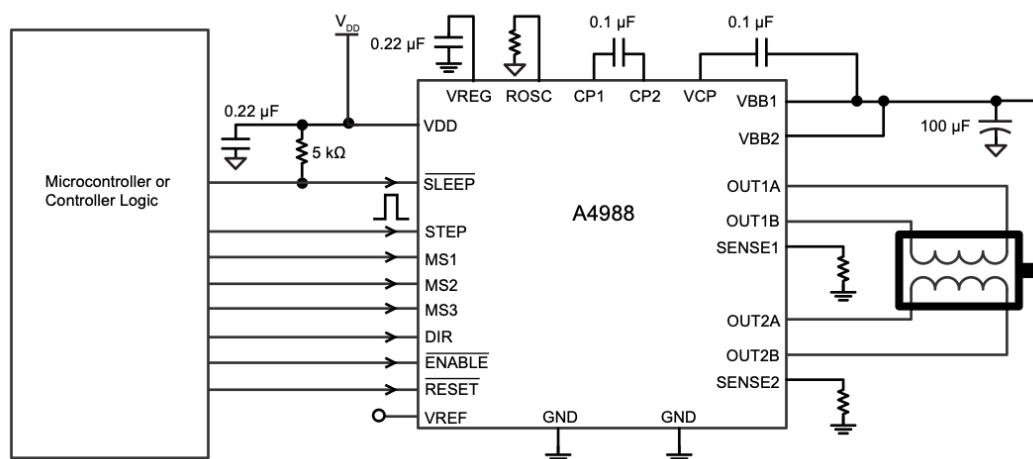 V_DD
0.22 µF
0.1 µF
0.1 µF
0.22 µF
VREG
ROSC
CP1
CP2
VCP
VBB1
VDD
100 µF
5 kΩ
VBB2
Microcontroller or
Controller Logic
SLEEP
OUT1A
A4988
OUT1B
STEP
SENSE1
MS1
MS2
MS3
OUT2A
DIR
OUT2B
ENABLE
SENSE2
RESET
VREF
GND
GND